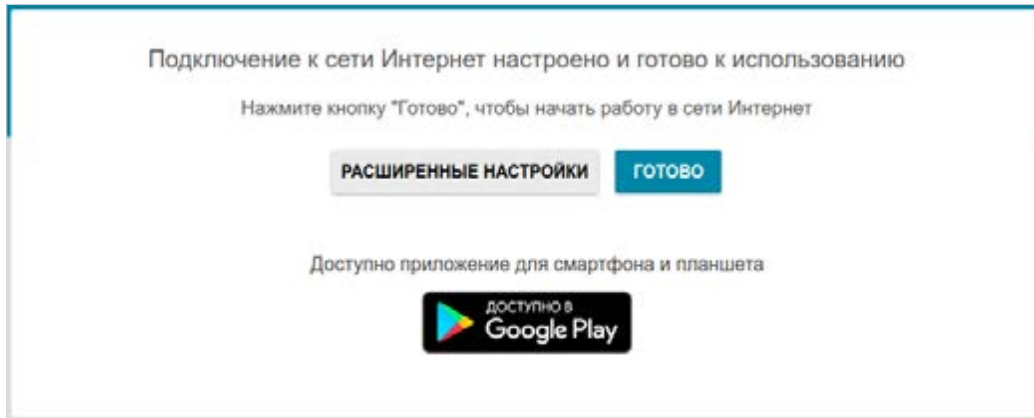 Подключение к сети Интернет настроено и готово к использованию
Нажмите кнопку "Готово", чтобы начать работу в сети Интернет
РАСШИРЕННЫЕ НАСТРОЙКИ ГОТОВО
Доступно приложение для смартфона и планшета
ДОСТУПНО В
Google Play